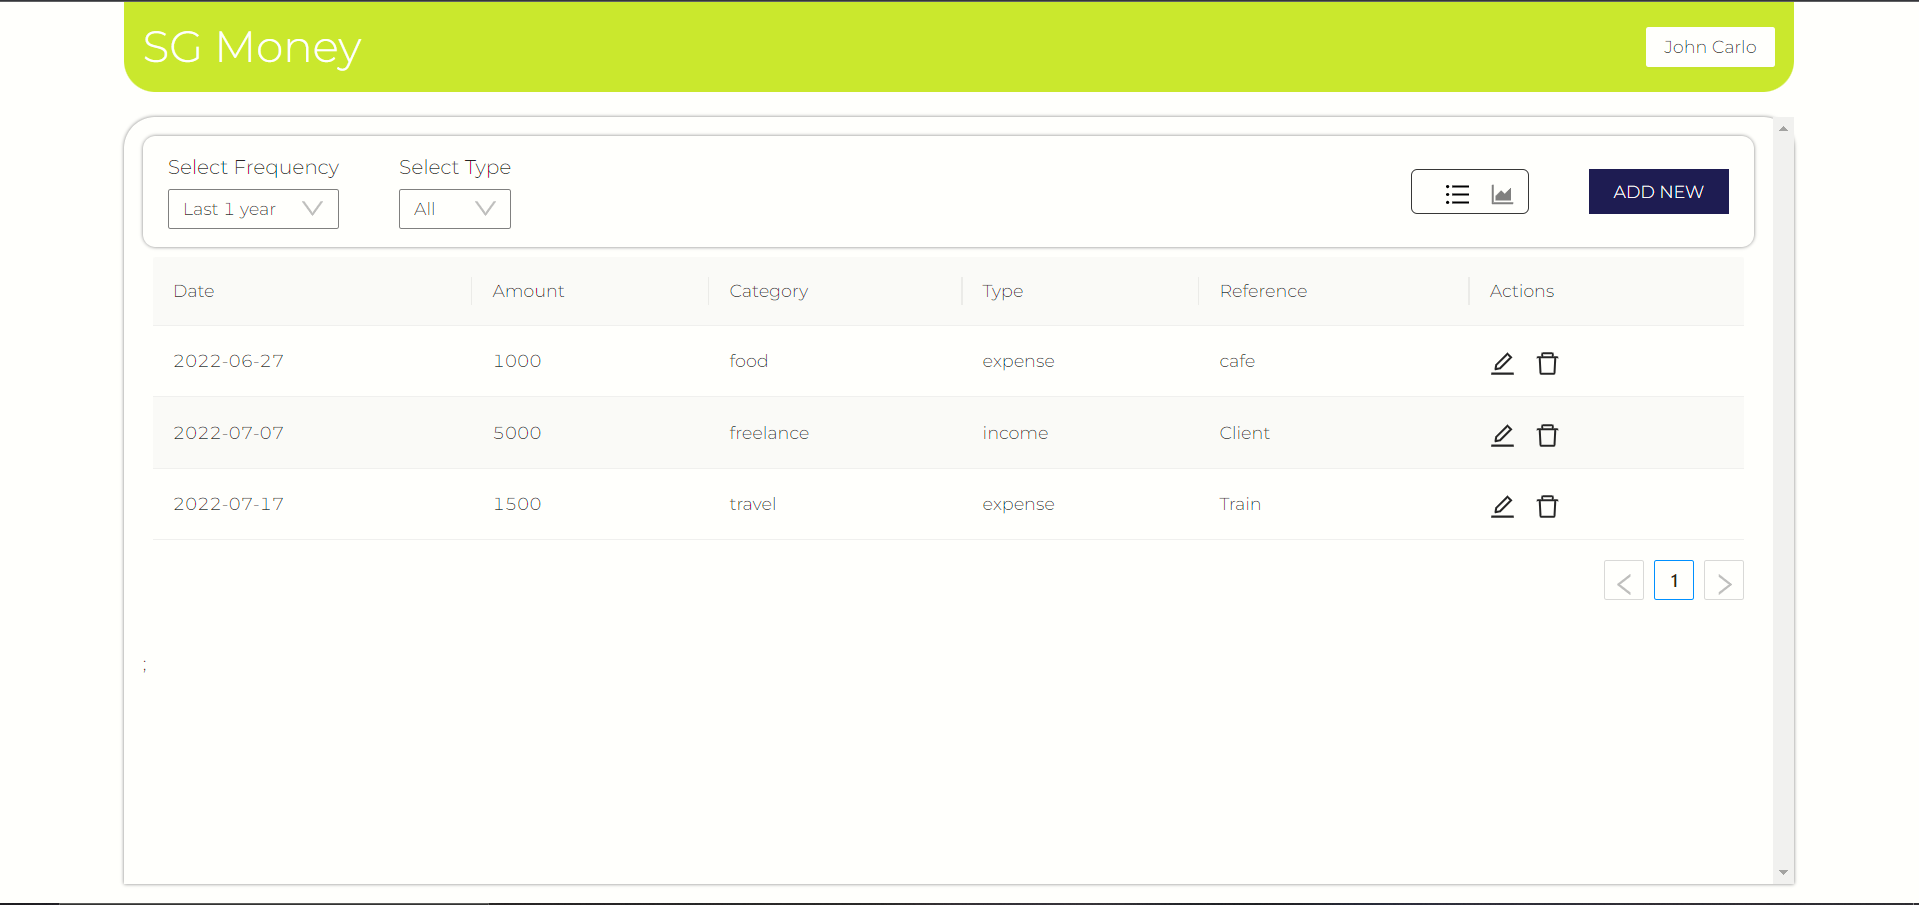 SG Money
John Carlo
Select Frequency Select Type
Last 1 year All
ADD NEW
Date Amount Category Type Reference Actions
2022-06-27 1000 food expense cafe
2022-07-07 5000 freelance income Client
2022-07-17 1500 travel expense Train
< 1 >
;